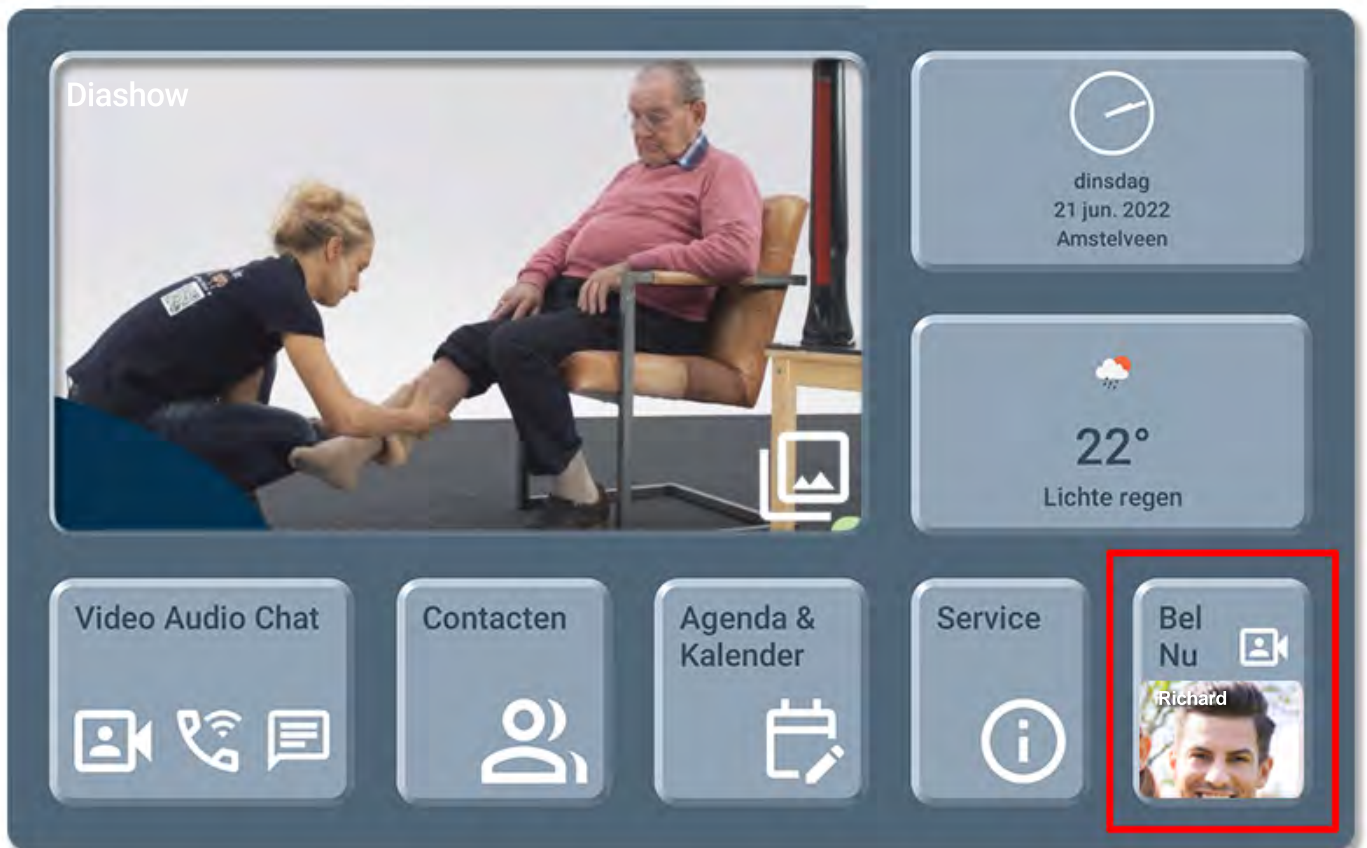 Diashow
dinsdag
21 jun. 2022
Amstelveen
22°
Lichte regen
Video Audio Chat
Contacten
Agenda &
Kalender
Service
Bel
Nu
Richard